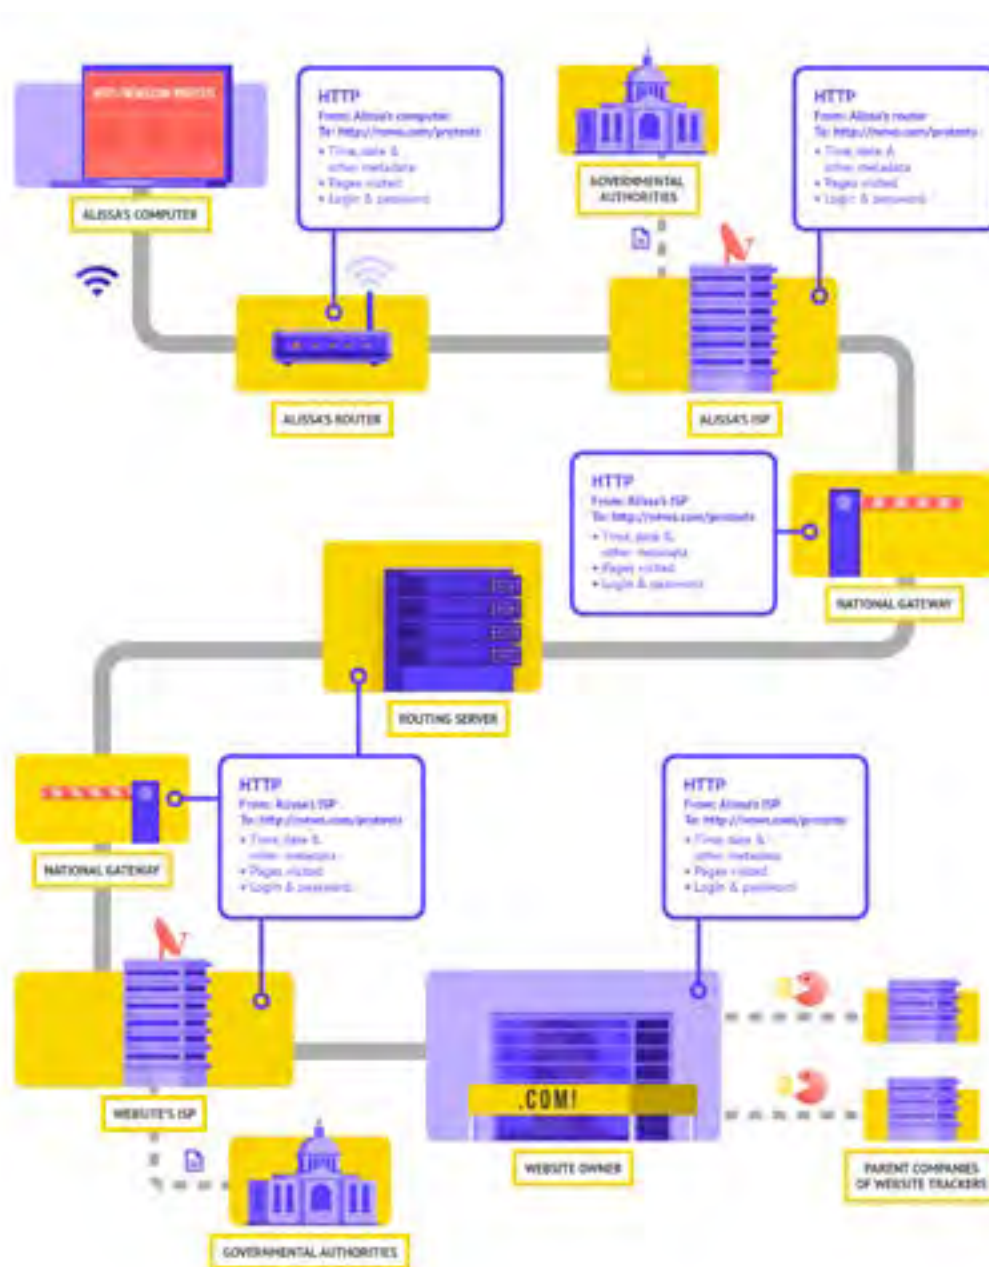 HTTP
From: Alissa's computer
To: http://news.com/protests
• Time, date &
other metadata
• Pages visited
• Login & password
ALISSA'S COMPUTER
GOVERNMENTAL
AUTHORITIES
HTTP
From: Alissa's router
To: http://news.com/protests
• Time, date &
other metadata
• Pages visited
• Login & password
ALISSA'S ROUTER
ALISSA'S ISP
HTTP
From: Alissa's ISP
To: http://news.com/protests
• Time, date &
other metadata
• Pages visited
• Login & password
NATIONAL GATEWAY
ROUTING SERVER
HTTP
From: Alissa's ISP
To: http://news.com/protests
• Time, date &
other metadata
• Pages visited
• Login & password
NATIONAL GATEWAY
HTTP
From: Alissa's ISP
To: http://news.com/protests
• Time, date &
other metadata
• Pages visited
• Login & password
WEBSITE'S ISP
.COM!
WEBSITE OWNER
PARENT COMPANIES
OF WEBSITE TRACKERS
GOVERNMENTAL AUTHORITIES